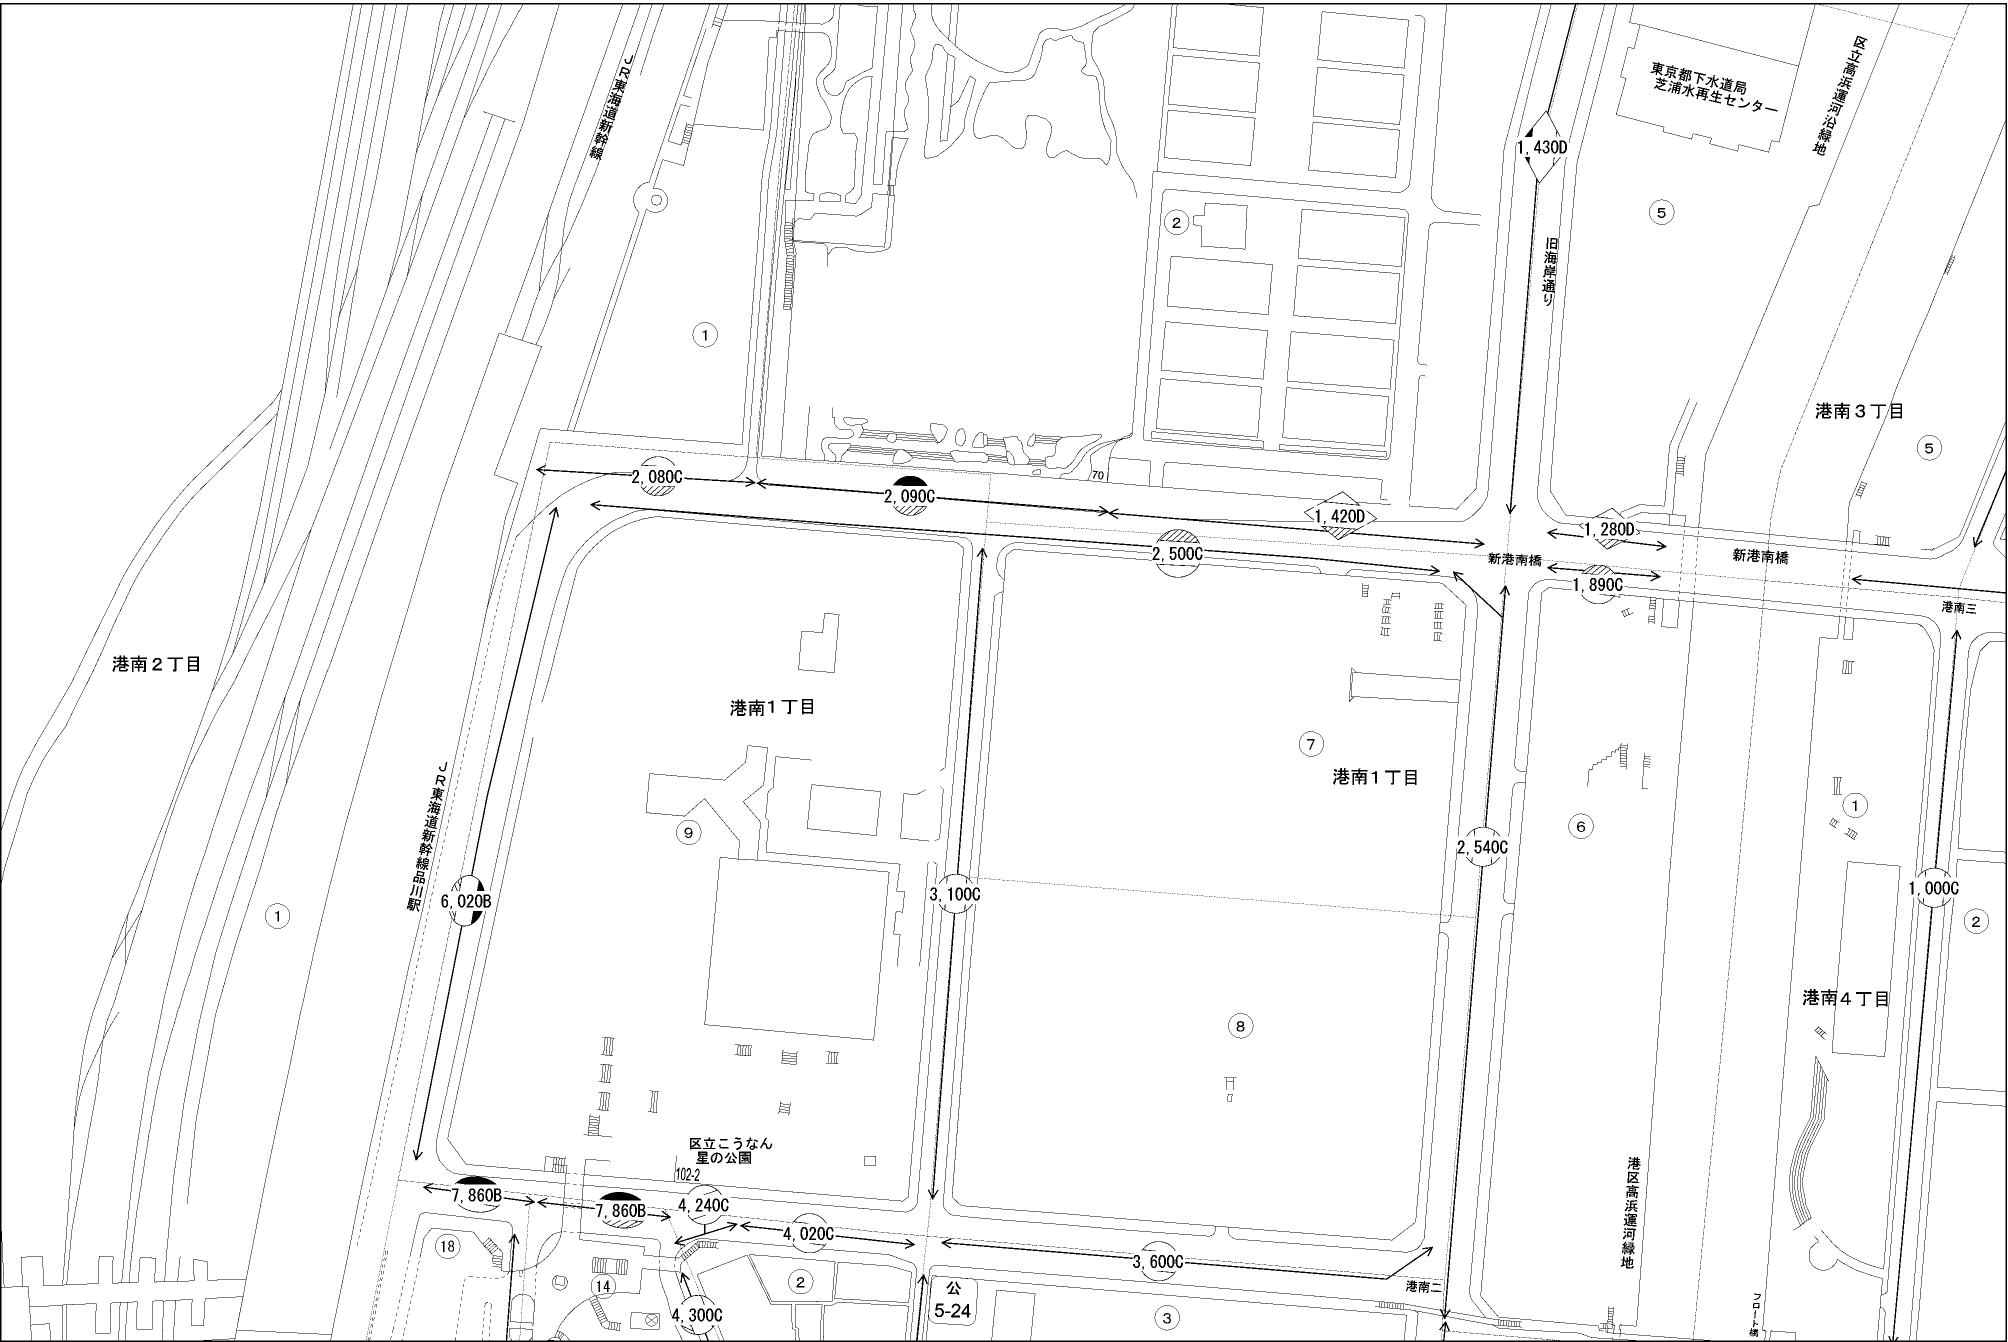 JR東海道新幹線
東京都下水道局
芝浦水再生センター
区立高浜運河沿緑地
1,430D
②
⑤
旧海岸通り
①
港南3丁目
⑤
70
2,080C
2,090C
1,420D
1,280D
2,500C
新港南橋
新港南橋
1,890C
港南三
港南2丁目
港南1丁目
⑦
港南1丁目
JR東海道新幹線品川駅
⑨
⑥
①
2,540C
6,020B
3,100C
1,000C
①
②
港南4丁目
⑧
区立こうなん
星の公園
102-2
港区高浜運河緑地
7,860B
7,860B
4,240C
4,020C
3,600C
⑱
⑭
②
港南二
公
5-24
4,300C
③
フロート橋